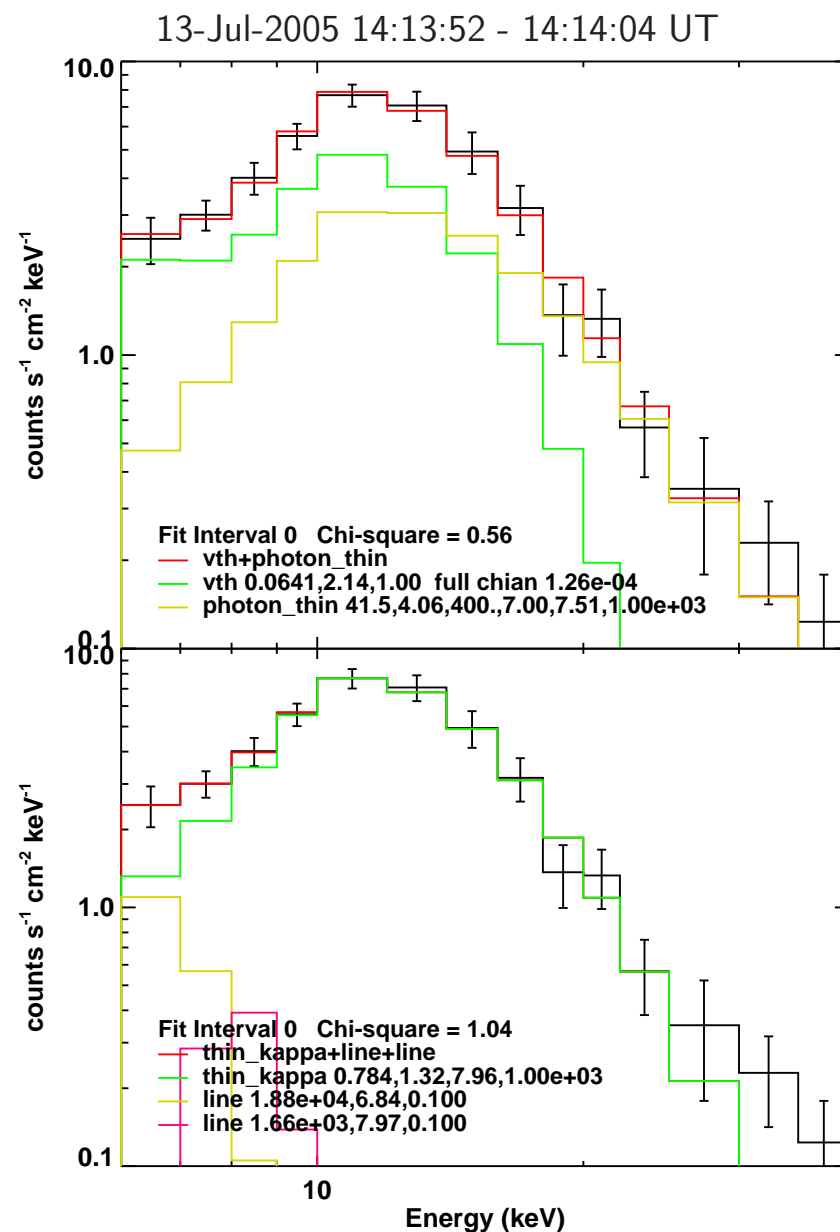 13-Jul-2005 14:13:52 - 14:14:04 UT
10.0
1.0
0.1
counts s⁻¹ cm⁻² keV⁻¹
Fit Interval 0 Chi-square = 0.56
vth+photon_thin
vth 0.0641,2.14,1.00 full chian 1.26e-04
photon_thin 41.5,4.06,400.,7.00,7.51,1.00e+03
10.0
1.0
0.1
counts s⁻¹ cm⁻² keV⁻¹
Fit Interval 0 Chi-square = 1.04
thin_kappa+line+line
thin_kappa 0.784,1.32,7.96,1.00e+03
line 1.88e+04,6.84,0.100
line 1.66e+03,7.97,0.100
10
Energy (keV)